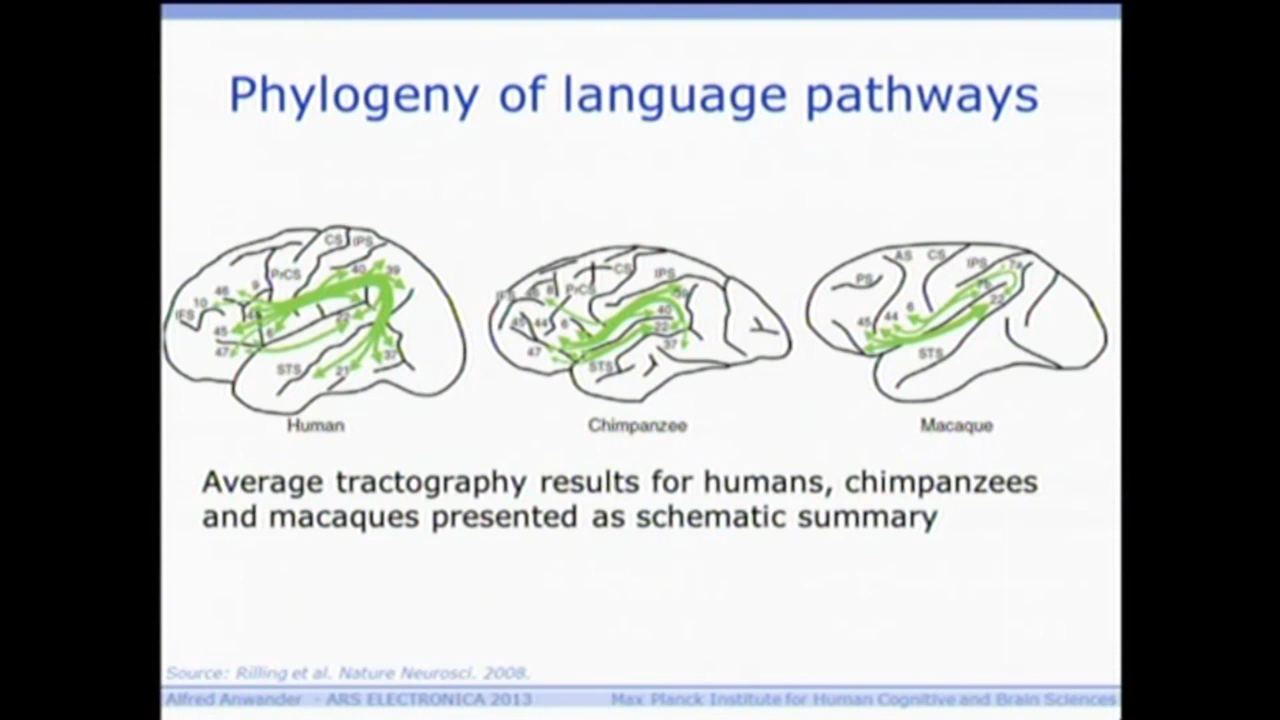 Phylogeny of language pathways
CS IPS
PrCS 40 39
9
46
10
IFS
45
6
22
47
STS 21 37
Human
CS IPS
PrCS
8
44 6
40
22
47
37
STS
Chimpanzee
AS CS
PS IPS 7a
22
6
45 44
STS
Macaque
Average tractography results for humans, chimpanzees
and macaques presented as schematic summary
Source: Rilling et al. Nature Neurosci. 2008.
Alfred Anwander - ARS ELECTRONICA 2013 Max Planck Institute for Human Cognitive and Brain Sciences